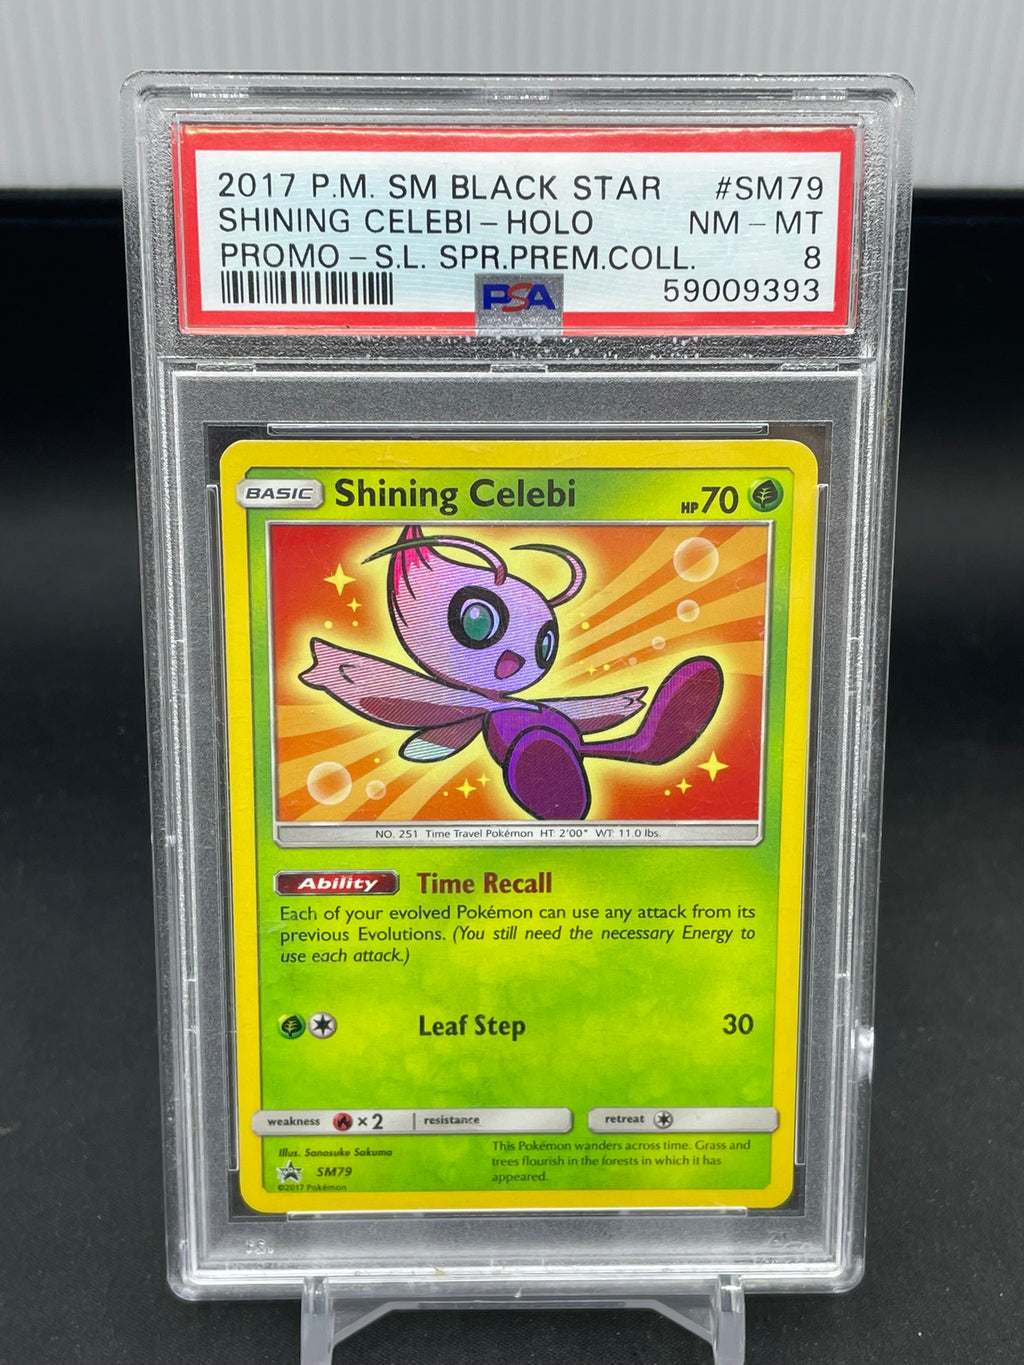 2017 P.M. SM BLACK STAR #SM79
SHINING CELEBI - HOLO NM - MT
PROMO - S.L. SPR.PREM.COLL. 8
PSA 59009393
BASIC Shining Celebi HP70
NO. 251 Time Travel Pokémon HT: 2'00" WT: 11.0 lbs.
Ability Time Recall
Each of your evolved Pokémon can use any attack from its
previous Evolutions. (You still need the necessary Energy to
use each attack.)
Leaf Step 30
weakness ×2 resistance retreat
Illus. Sanosuke Sakuma
SM79
©2017 Pokémon
This Pokémon wanders across time. Grass and
trees flourish in the forests in which it has
appeared.